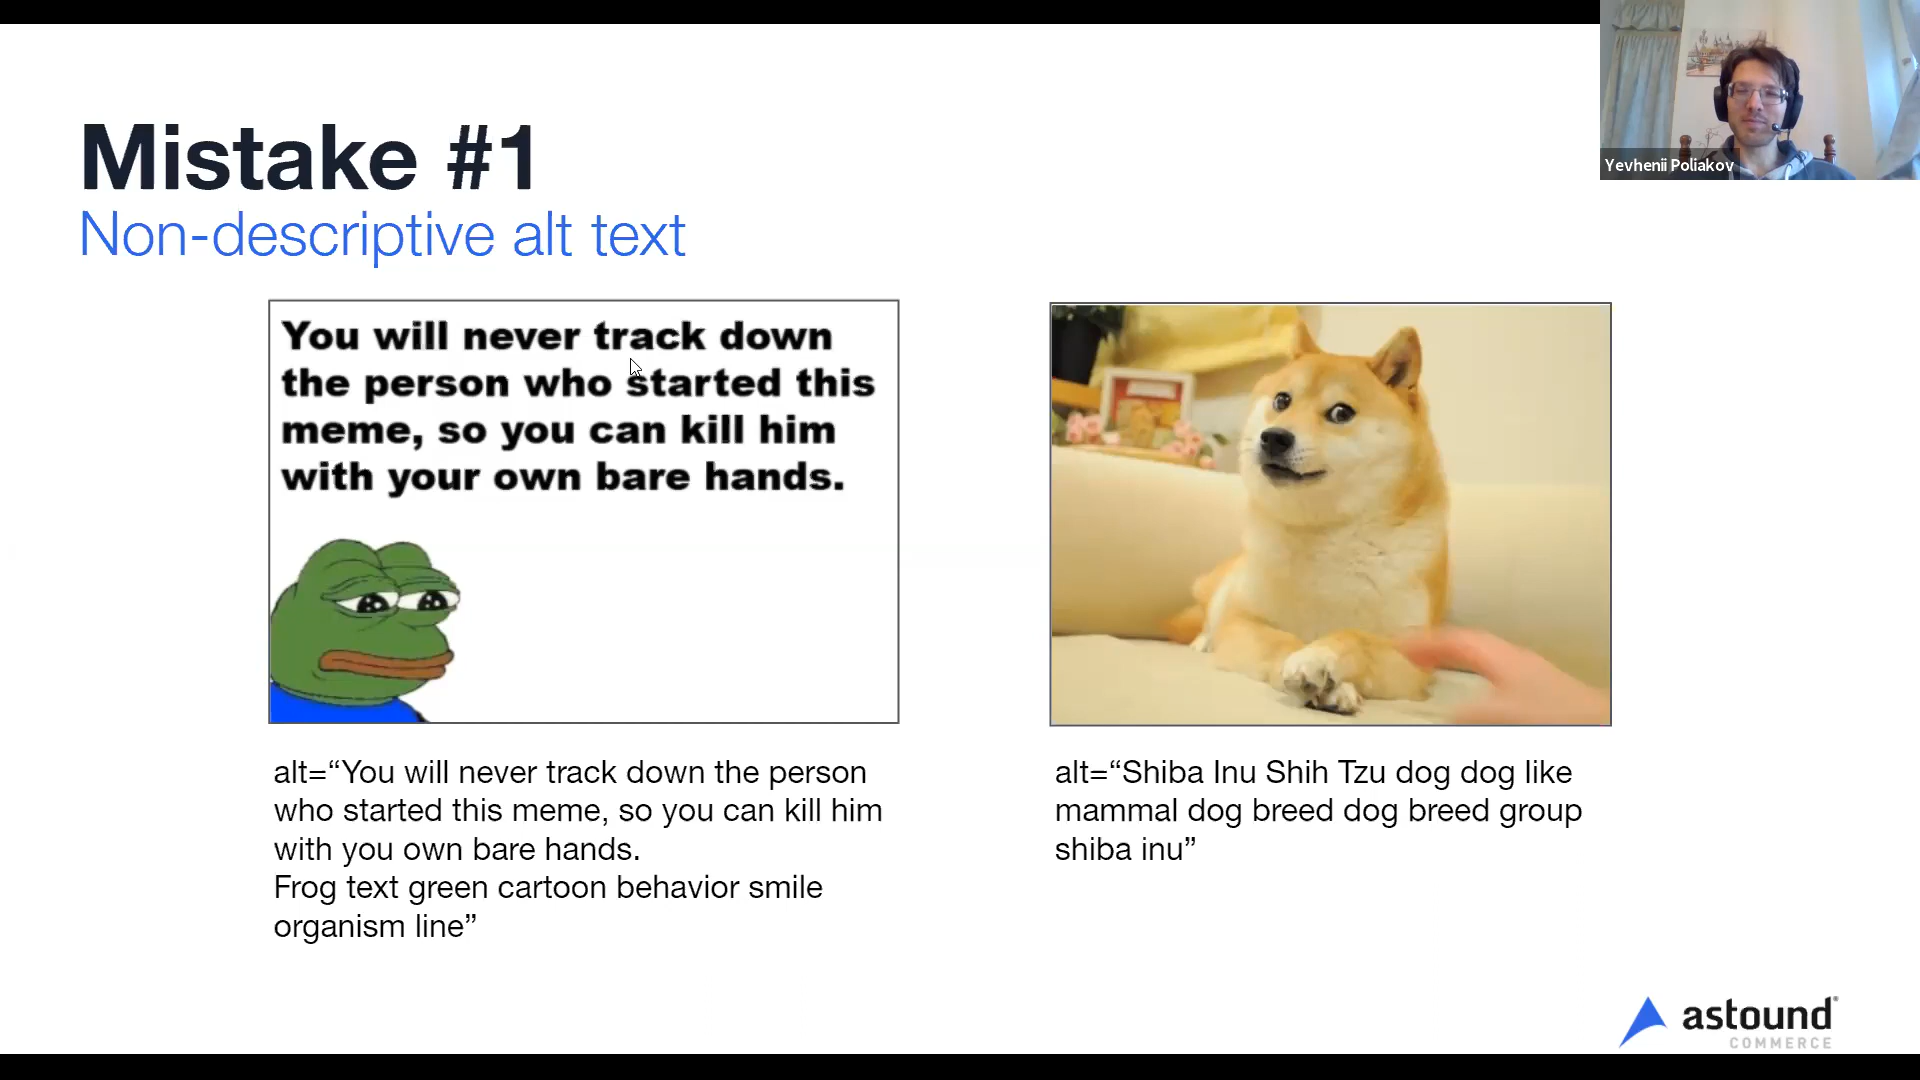 Mistake #1
Non-descriptive alt text
Yevhenii Poliakov
You will never track down
the person who started this
meme, so you can kill him
with your own bare hands.
alt=“You will never track down the person
who started this meme, so you can kill him
with you own bare hands.
Frog text green cartoon behavior smile
organism line”
alt=“Shiba Inu Shih Tzu dog dog like
mammal dog breed dog breed group
shiba inu”
astound®
COMMERCE